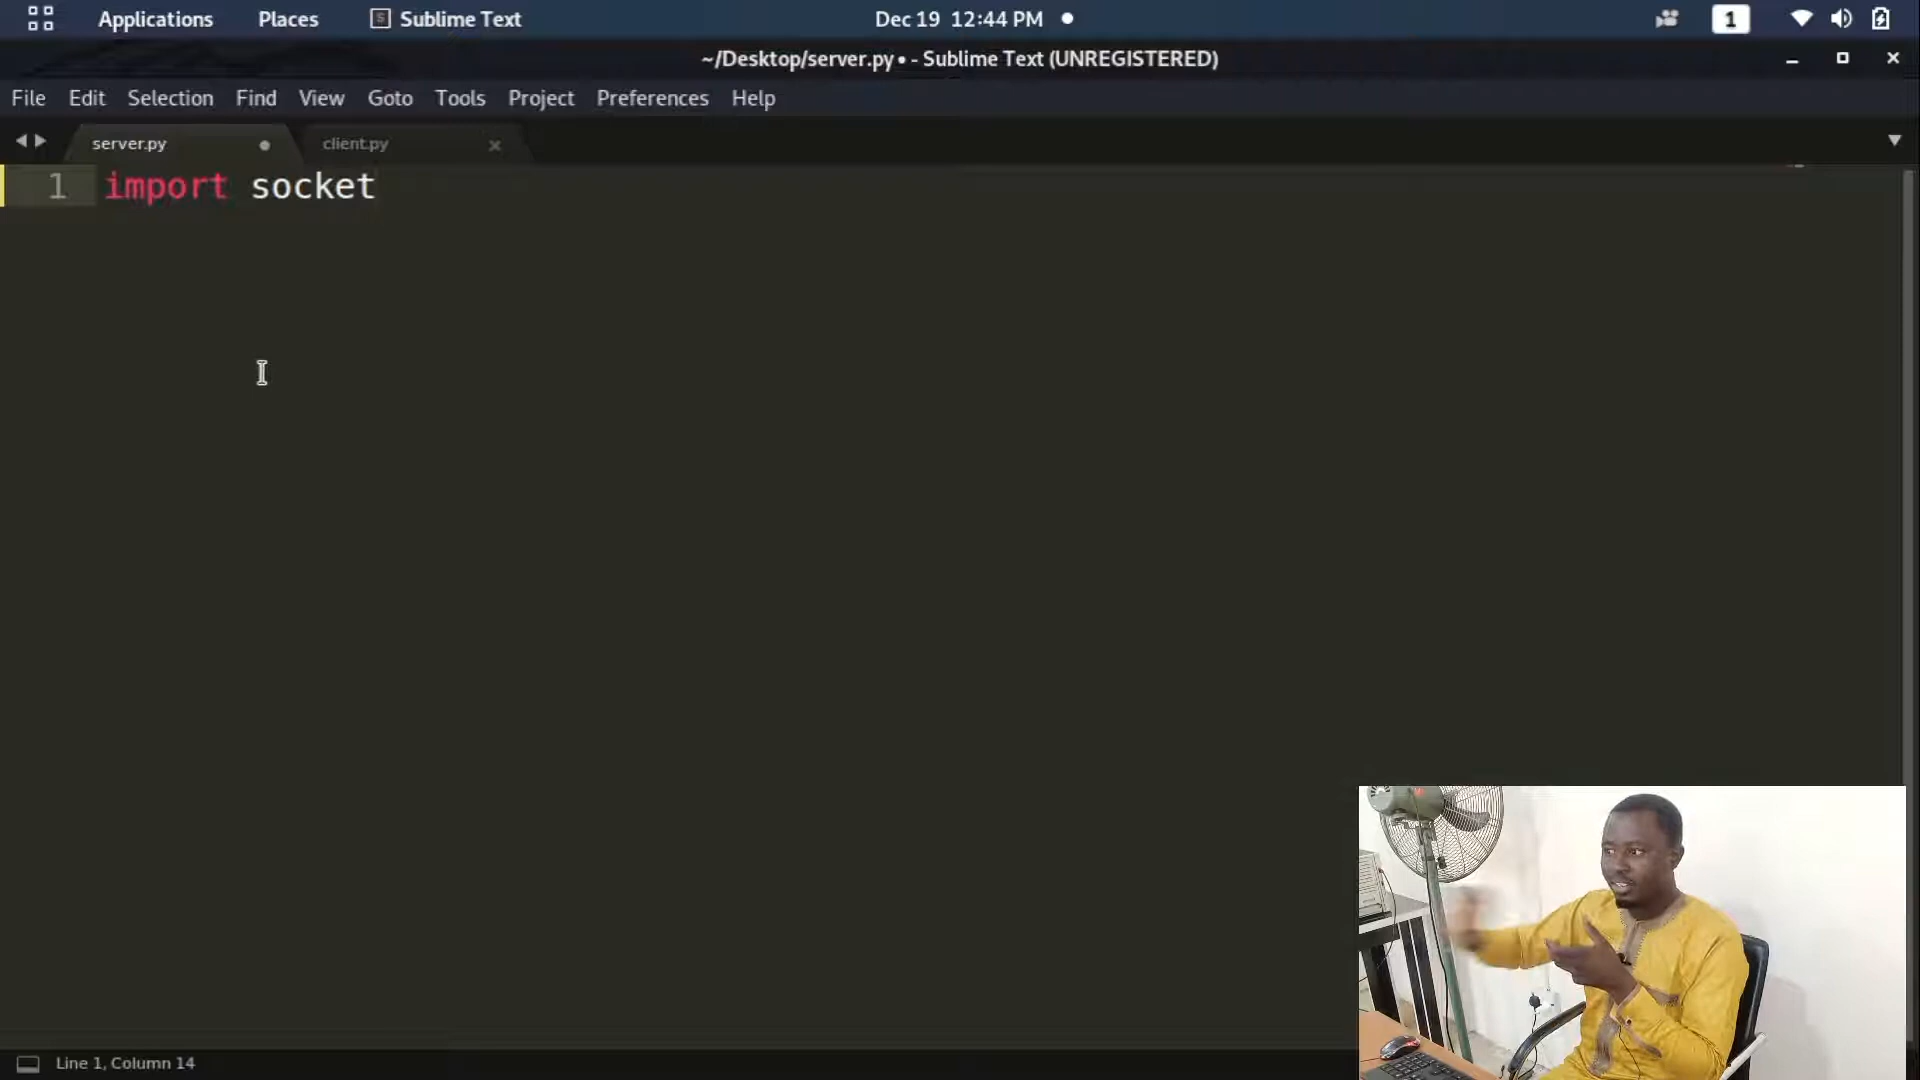 Applications Places Sublime Text Dec 19 12:44 PM 1
~/Desktop/server.py • - Sublime Text (UNREGISTERED)
File Edit Selection Find View Goto Tools Project Preferences Help
server.py client.py
1 import socket
Line 1, Column 14